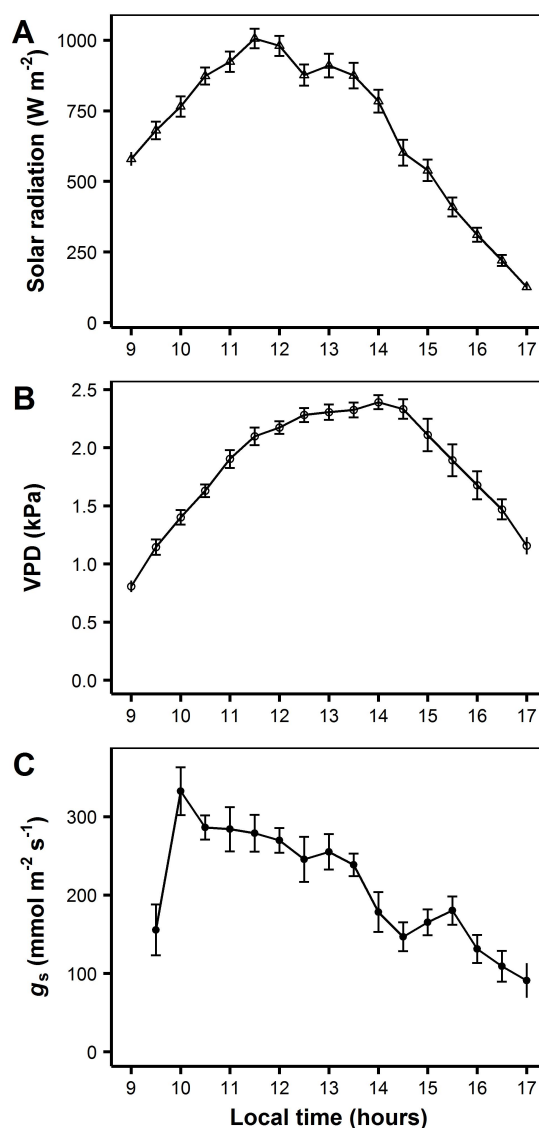 A
Solar radiation (W m⁻²)
1000
750
500
250
0
9 10 11 12 13 14 15 16 17
B
VPD (kPa)
2.5
2.0
1.5
1.0
0.5
0.0
9 10 11 12 13 14 15 16 17
C
gₛ (mmol m⁻² s⁻¹)
300
200
100
0
9 10 11 12 13 14 15 16 17
Local time (hours)